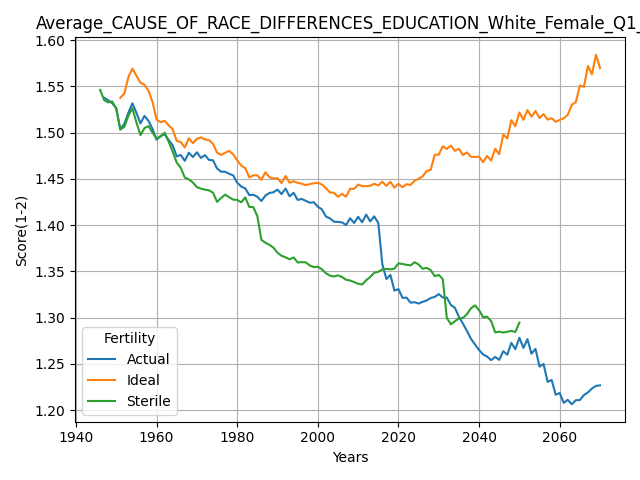 Average_CAUSE_OF_RACE_DIFFERENCES_EDUCATION_White_Female_Q1_
1.60
1.55
1.50
1.45
1.40
1.35
1.30
1.25
1.20
Score(1-2)
Fertility
Actual
Ideal
Sterile
1940 1960 1980 2000 2020 2040 2060
Years